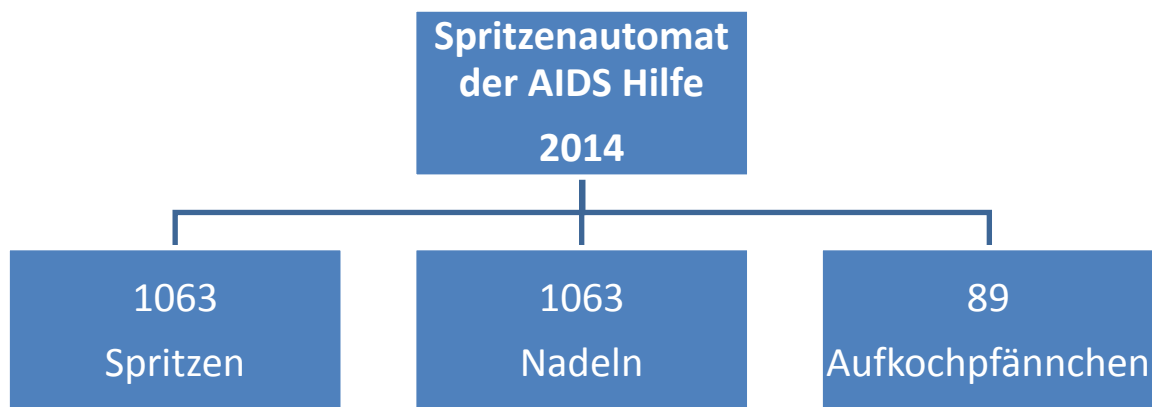 Spritzenautomat
der AIDS Hilfe
2014
1063
Spritzen
1063
Nadeln
89
Aufkochpfännchen